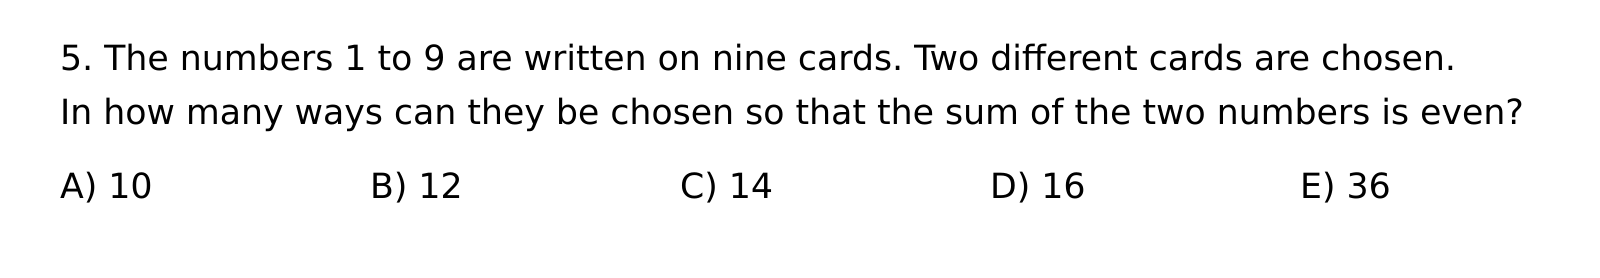 5. The numbers 1 to 9 are written on nine cards. Two different cards are chosen.
In how many ways can they be chosen so that the sum of the two numbers is even?
A) 10 B) 12 C) 14 D) 16 E) 36